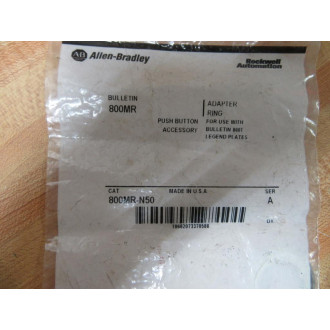 AB Allen-Bradley
Rockwell Automation
BULLETIN
800MR
PUSH BUTTON
ACCESSORY
ADAPTER
RING
FOR USE WITH
BULLETIN 800T
LEGEND PLATES
CAT
800MR-N50
MADE IN U.S.A.
SER
A